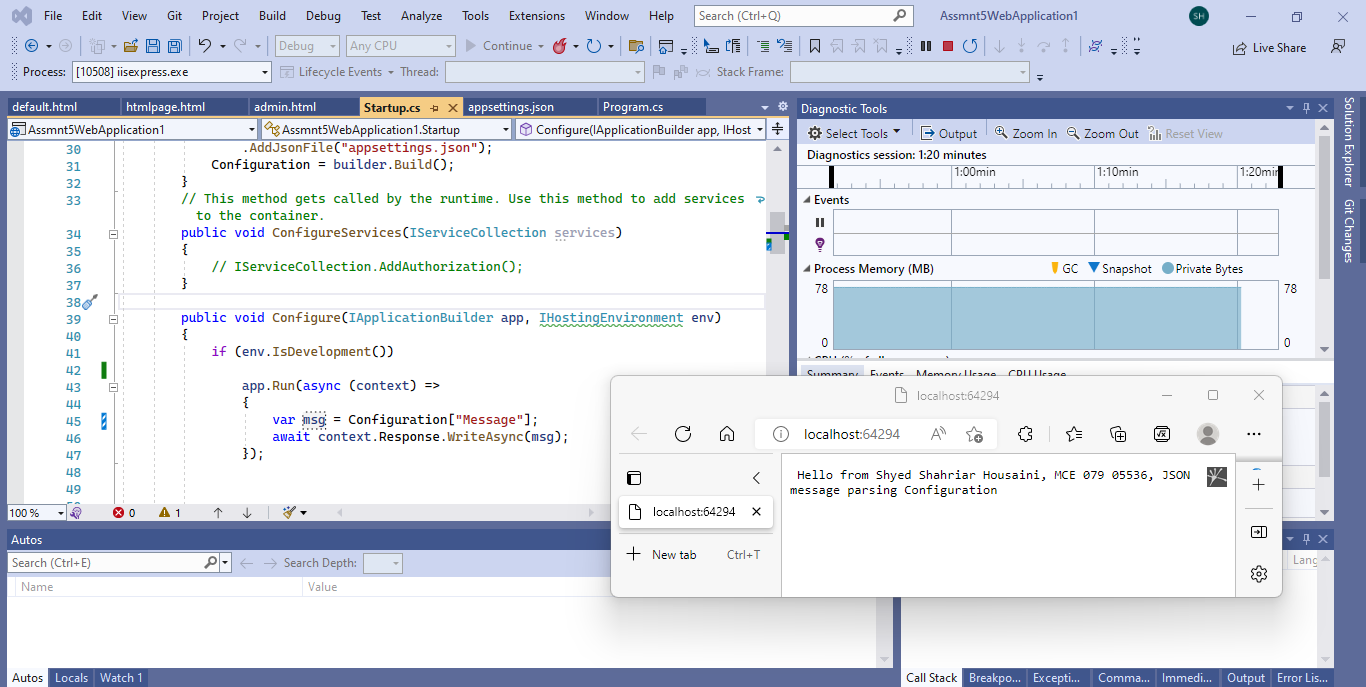 File Edit View Git Project Build Debug Test Analyze Tools Extensions Window Help Search (Ctrl+Q) Assmnt5WebApplication1 SH
Debug Any CPU Continue Live Share
Process: [10508] iisexpress.exe Lifecycle Events Thread: Stack Frame:
default.html htmlpage.html admin.html Startup.cs appsettings.json Program.cs
Assmnt5WebApplication1 Assmnt5WebApplication1.Startup Configure(IApplicationBuilder app, IHost
30 .AddJsonFile("appsettings.json");
31 Configuration = builder.Build();
32 }
33 // This method gets called by the runtime. Use this method to add services
to the container.
34 public void ConfigureServices(IServiceCollection services)
35 {
36 // IServiceCollection.AddAuthorization();
37 }
38
39 public void Configure(IApplicationBuilder app, IHostingEnvironment env)
40 {
41 if (env.IsDevelopment())
42
43 app.Run(async (context) =>
44 {
45 var msg = Configuration["Message"];
46 await context.Response.WriteAsync(msg);
47 });
48
49
100 % 0 1
Diagnostic Tools
Select Tools Output Zoom In Zoom Out Reset View
Diagnostics session: 1:20 minutes
1:00min 1:10min 1:20min
Events
Process Memory (MB) GC Snapshot Private Bytes
78 78
0 0
Summary Events Memory Usage CPU Usage
Solution Explorer
Git Changes
localhost:64294
localhost:64294
localhost:64294
New tab Ctrl+T
Hello from Shyed Shahriar Housaini, MCE 079 05536, JSON
message parsing Configuration
Autos
Search (Ctrl+E) Search Depth:
Name Value
Lang
Autos Locals Watch 1
Call Stack Breakpo... Excepti... Comma... Immedi... Output Error Lis...